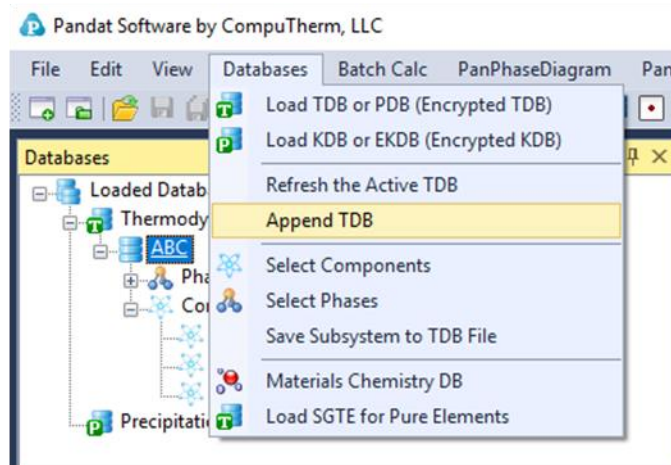 Pandat Software by CompuTherm, LLC
File Edit View Databases Batch Calc PanPhaseDiagram Pan
Load TDB or PDB (Encrypted TDB)
Load KDB or EKDB (Encrypted KDB)
Databases
Refresh the Active TDB
Loaded Datab
Append TDB
Thermody
ABC
Select Components
Pha
Select Phases
Co
Save Subsystem to TDB File
Materials Chemistry DB
Load SGTE for Pure Elements
Precipitati